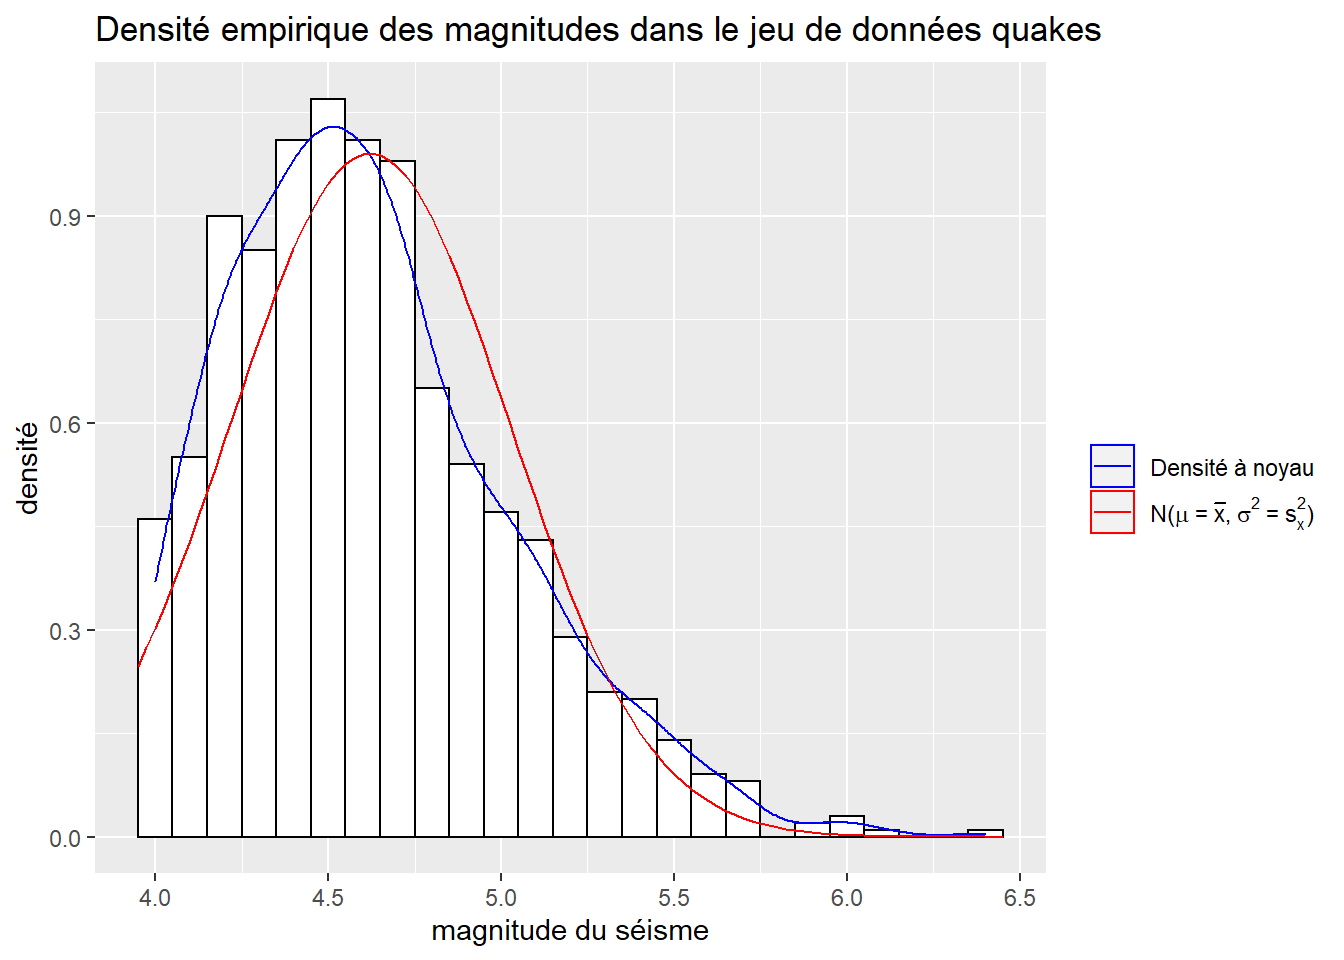 Densité empirique des magnitudes dans le jeu de données quakes
densité
0.9
0.6
0.3
0.0
4.0 4.5 5.0 5.5 6.0 6.5
magnitude du séisme
Densité à noyau
N(μ = x̄, σ² = sₓ²)